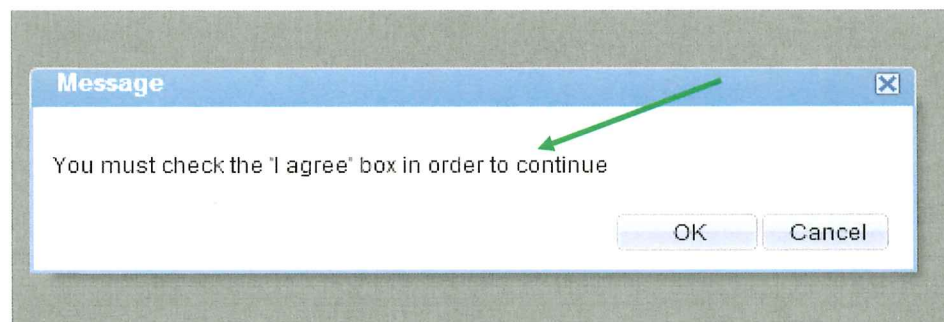 Message
You must check the "I agree" box in order to continue
OK
Cancel